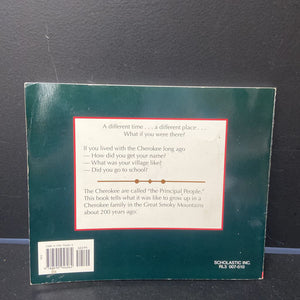 A different time . . . a different place . . .
What if you were there?
If you lived with the Cherokee long ago
— How did you get your name?
— What was your village like?
— Did you go to school?
The Cherokee are called "the Principal People."
This book tells what it was like to grow up in a
Cherokee family in the Great Smoky Mountains
about 200 years ago.
SCHOLASTIC INC.
RL3 007-010